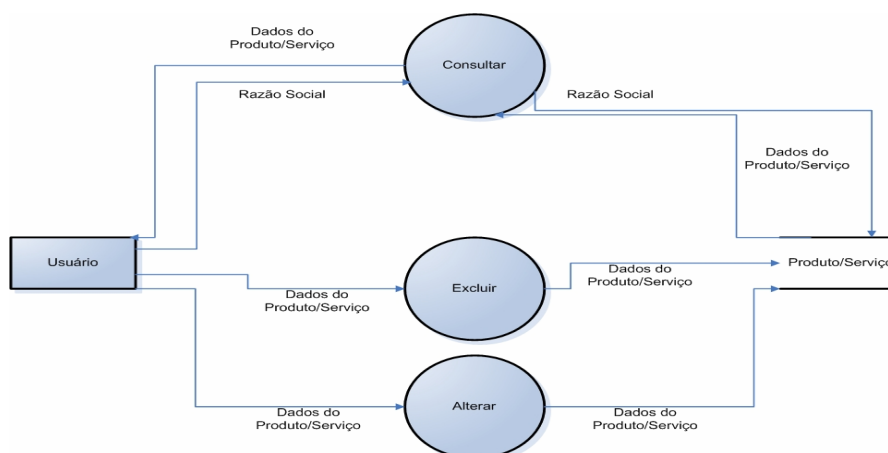 Dados do
Produto/Serviço
Consultar
Razão Social
Razão Social
Dados do
Produto/Serviço
Usuário
Produto/Serviço
Excluir
Dados do
Produto/Serviço
Dados do
Produto/Serviço
Alterar
Dados do
Produto/Serviço
Dados do
Produto/Serviço